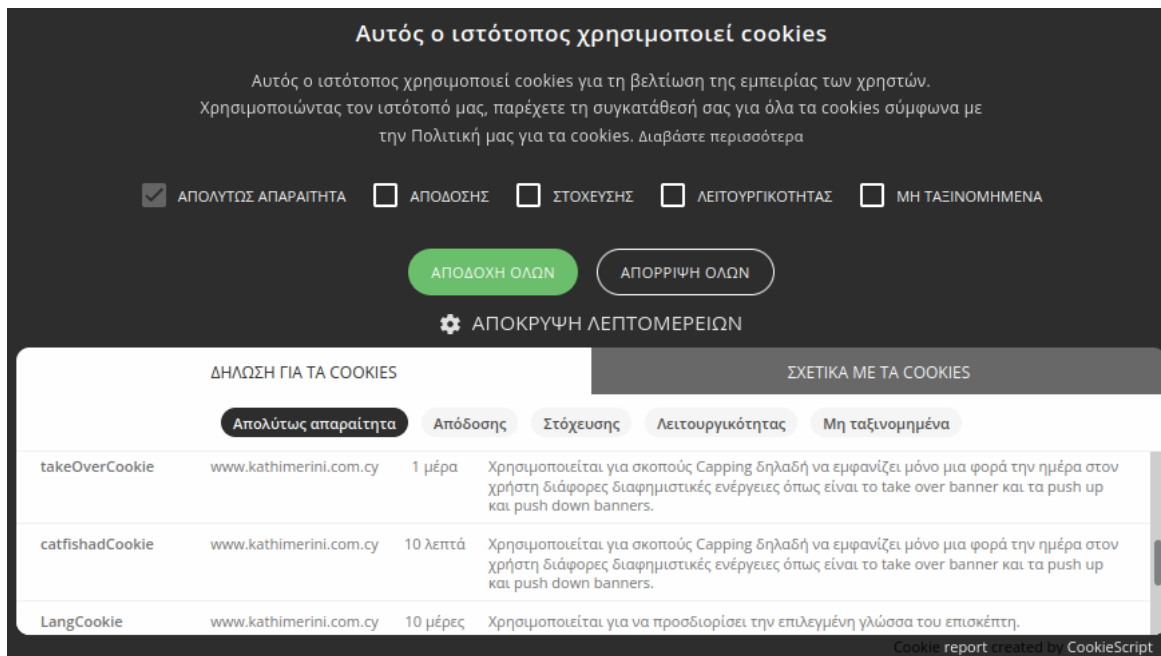 Αυτός ο ιστότοπος χρησιμοποιεί cookies
Αυτός ο ιστότοπος χρησιμοποιεί cookies για τη βελτίωση της εμπειρίας των χρηστών.
Χρησιμοποιώντας τον ιστότοπό μας, παρέχετε τη συγκατάθεσή σας για όλα τα cookies σύμφωνα με
την Πολιτική μας για τα cookies. Διαβάστε περισσότερα
ΑΠΟΛΥΤΩΣ ΑΠΑΡΑΙΤΗΤΑ ΑΠΟΔΟΣΗΣ ΣΤΟΧΕΥΣΗΣ ΛΕΙΤΟΥΡΓΙΚΟΤΗΤΑΣ ΜΗ ΤΑΞΙΝΟΜΗΜΕΝΑ
ΑΠΟΔΟΧΗ ΟΛΩΝ ΑΠΟΡΡΙΨΗ ΟΛΩΝ
ΑΠΟΚΡΥΨΗ ΛΕΠΤΟΜΕΡΕΙΩΝ
ΔΗΛΩΣΗ ΓΙΑ ΤΑ COOKIES ΣΧΕΤΙΚΑ ΜΕ ΤΑ COOKIES
Απολύτως απαραίτητα Απόδοσης Στόχευσης Λειτουργικότητας Μη ταξινομημένα
takeOverCookie www.kathimerini.com.cy 1 μέρα Χρησιμοποιείται για σκοπούς Capping δηλαδή να εμφανίζει μόνο μια φορά την ημέρα στον
χρήστη διάφορες διαφημιστικές ενέργειες όπως είναι το take over banner και τα push up
και push down banners.
catfishadCookie www.kathimerini.com.cy 10 λεπτά Χρησιμοποιείται για σκοπούς Capping δηλαδή να εμφανίζει μόνο μια φορά την ημέρα στον
χρήστη διάφορες διαφημιστικές ενέργειες όπως είναι το take over banner και τα push up
και push down banners.
LangCookie www.kathimerini.com.cy 10 μέρες Χρησιμοποιείται για να προσδιορίσει την επιλεγμένη γλώσσα του επισκέπτη.
Cookie report created by CookieScript